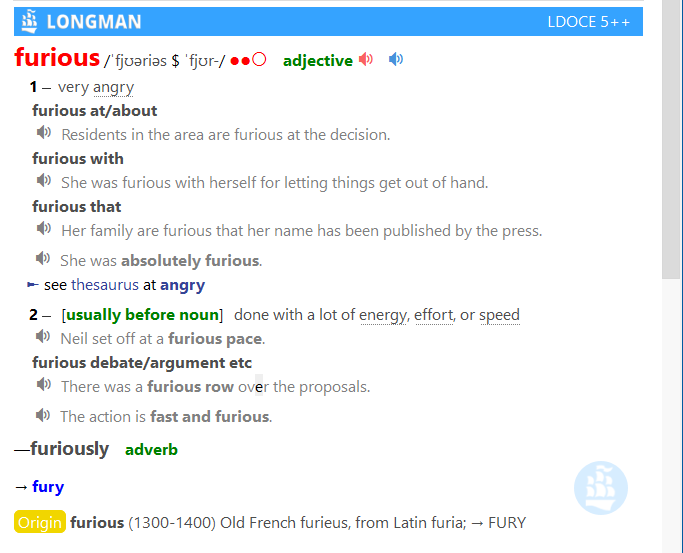 LONGMAN LDOCE 5++
furious /ˈfjʊəriəs $ ˈfjʊr-/ ●●○ adjective
1 – very angry
furious at/about
Residents in the area are furious at the decision.
furious with
She was furious with herself for letting things get out of hand.
furious that
Her family are furious that her name has been published by the press.
She was absolutely furious.
► see thesaurus at angry
2 – [usually before noun] done with a lot of energy, effort, or speed
Neil set off at a furious pace.
furious debate/argument etc
There was a furious row over the proposals.
The action is fast and furious.
—furiously adverb
→ fury
Origin furious (1300-1400) Old French furieus, from Latin furia; → FURY